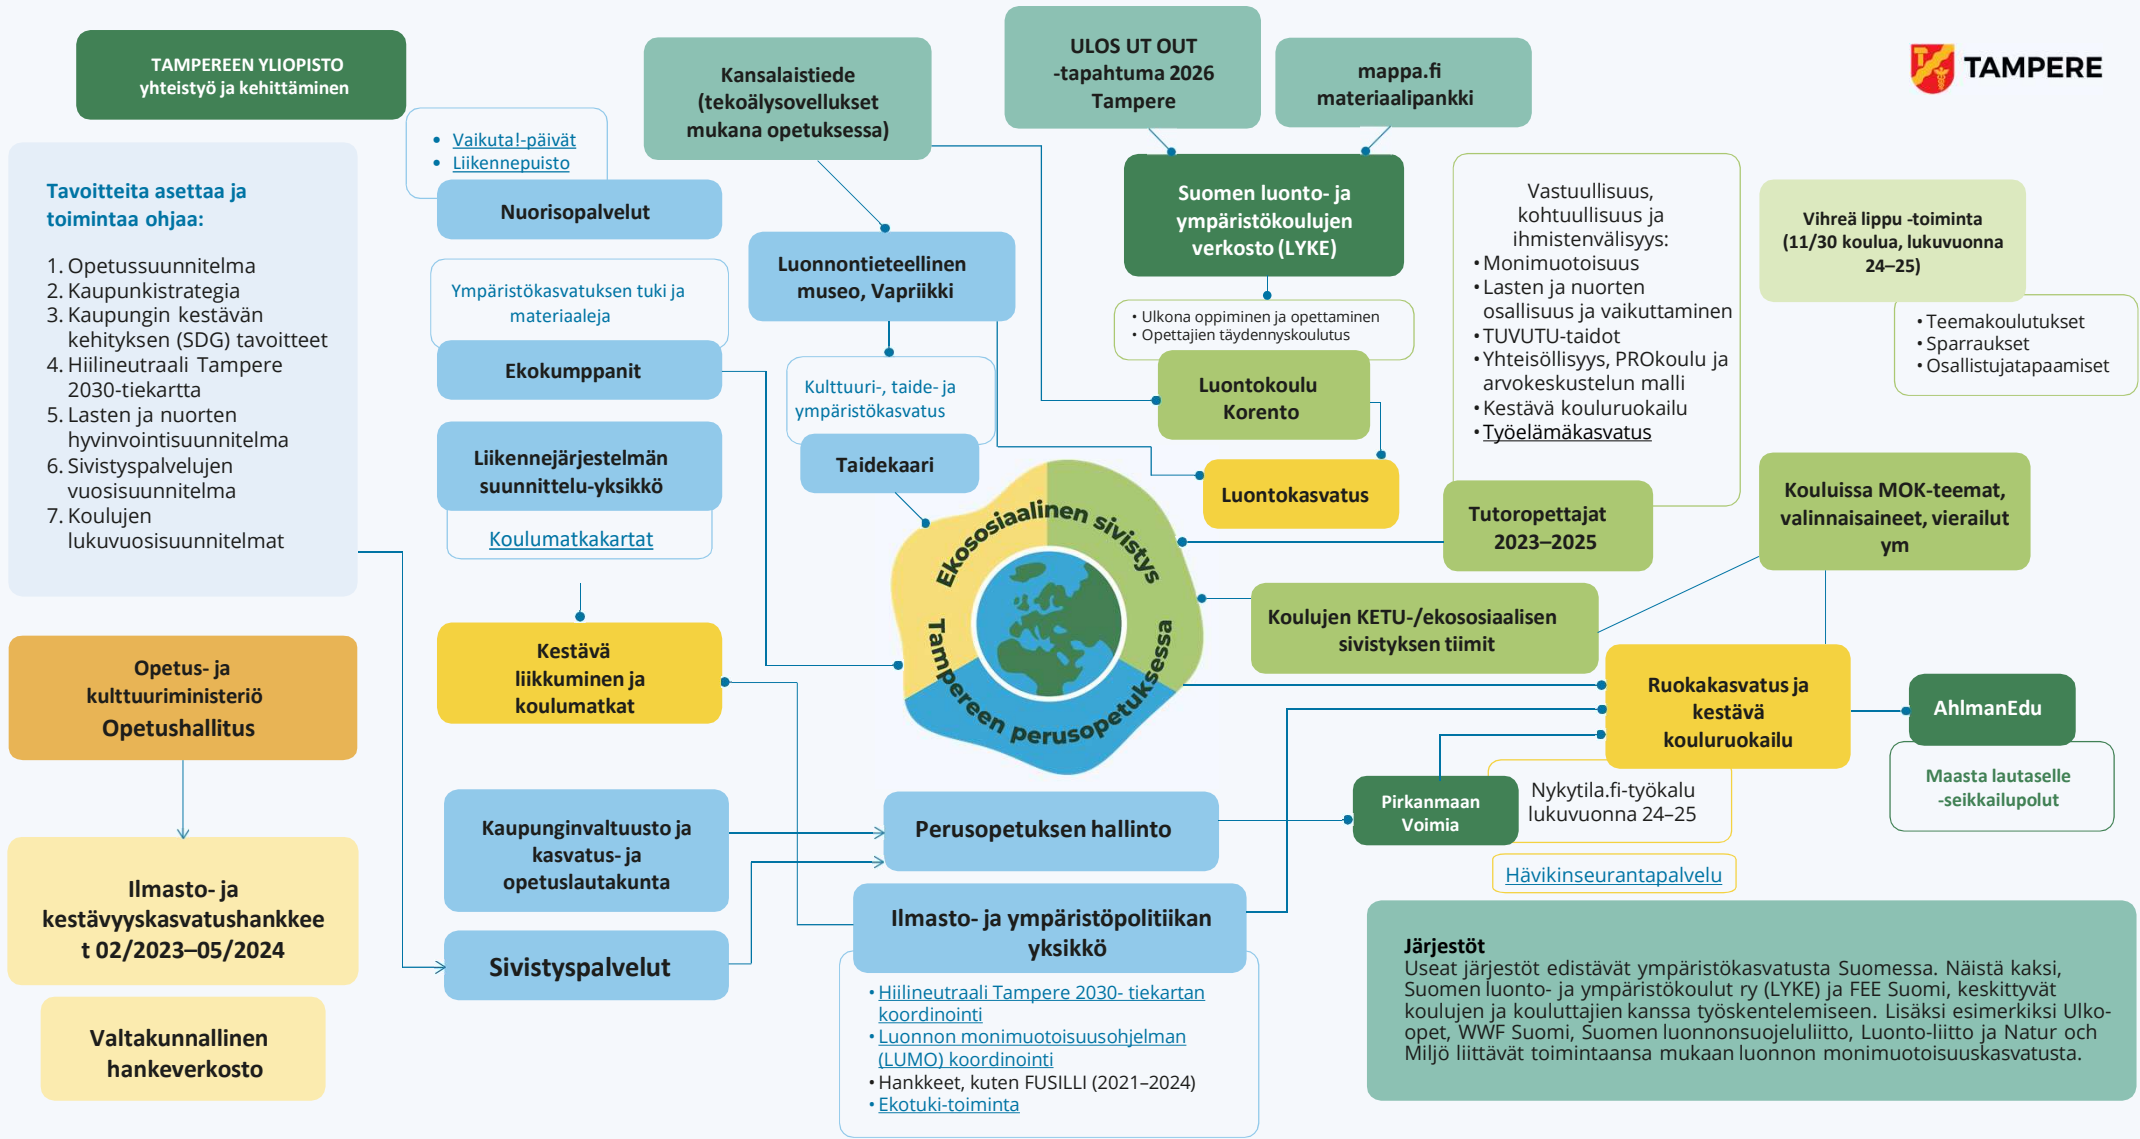 TAMPEREEN YLIOPISTO
yhteistyö ja kehittäminen
Tavoitteita asettaa ja
toimintaa ohjaa:
1. Opetussuunnitelma
2. Kaupunkistrategia
3. Kaupungin kestävän
kehityksen (SDG) tavoitteet
4. Hiilineutraali Tampere
2030-tiekartta
5. Lasten ja nuorten
hyvinvointisuunnitelma
6. Sivistyspalvelujen
vuosisuunnitelma
7. Koulujen
lukuvuosisuunnitelmat
Opetus- ja
kulttuuriministeriö
Opetushallitus
Ilmasto- ja
kestävyyskasvatushankkee
t 02/2023–05/2024
Valtakunnallinen
hankeverkosto
• Vaikuta!-päivät
• Liikennepuisto
Nuorisopalvelut
Ympäristökasvatuksen tuki ja
materiaaleja
Ekokumppanit
Liikennejärjestelmän
suunnittelu-yksikkö
Koulumatkakartat
Kestävä
liikkuminen ja
koulumatkat
Kaupunginvaltuusto ja
kasvatus- ja
opetuslautakunta
Sivistyspalvelut
Kansalaistiede
(tekoälysovellukset
mukana opetuksessa)
Luonnontieteellinen
museo, Vapriikki
Kulttuuri-, taide- ja
ympäristökasvatus
Taidekaari
Ekososiaalinen sivistys
Tampereen perusopetuksessa
Perusopetuksen hallinto
Ilmasto- ja ympäristöpolitiikan
yksikkö
• Hiilineutraali Tampere 2030- tiekartan
koordinointi
• Luonnon monimuotoisuusohjelman
(LUMO) koordinointi
• Hankkeet, kuten FUSILLI (2021–2024)
• Ekotuki-toiminta
ULOS UT OUT
-tapahtuma 2026
Tampere
mappa.fi
materiaalipankki
Suomen luonto- ja
ympäristökoulujen
verkosto (LYKE)
• Ulkona oppiminen ja opettaminen
• Opettajien täydennyskoulutus
Luontokoulu
Korento
Luontokasvatus
Vastuullisuus,
kohtuullisuus ja
ihmistenvälisyys:
• Monimuotoisuus
• Lasten ja nuorten
osallisuus ja vaikuttaminen
• TUVUTU-taidot
• Yhteisöllisyys, PROkoulu ja
arvokeskustelun malli
• Kestävä kouluruokailu
• Työelämäkasvatus
Tutoropettajat
2023–2025
Koulujen KETU-/ekososiaalisen
sivistyksen tiimit
TAMPERE
Vihreä lippu -toiminta
(11/30 koulua, lukuvuonna
24–25)
• Teemakoulutukset
• Sparraukset
• Osallistujatapaamiset
Kouluissa MOK-teemat,
valinnaisaineet, vierailut
ym
Ruokakasvatus ja
kestävä
kouluruokailu
AhlmanEdu
Maasta lautaselle
-seikkailupolut
Pirkanmaan
Voimia
Nykytila.fi-työkalu
lukuvuonna 24–25
Hävikinseurantapalvelu
Järjestöt
Useat järjestöt edistävät ympäristökasvatusta Suomessa. Näistä kaksi,
Suomen luonto- ja ympäristökoulut ry (LYKE) ja FEE Suomi, keskittyvät
koulujen ja kouluttajien kanssa työskentelemiseen. Lisäksi esimerkiksi Ulko-
opet, WWF Suomi, Suomen luonnonsuojeluliitto, Luonto-liitto ja Natur och
Miljö liittävät toimintaansa mukaan luonnon monimuotoisuuskasvatusta.